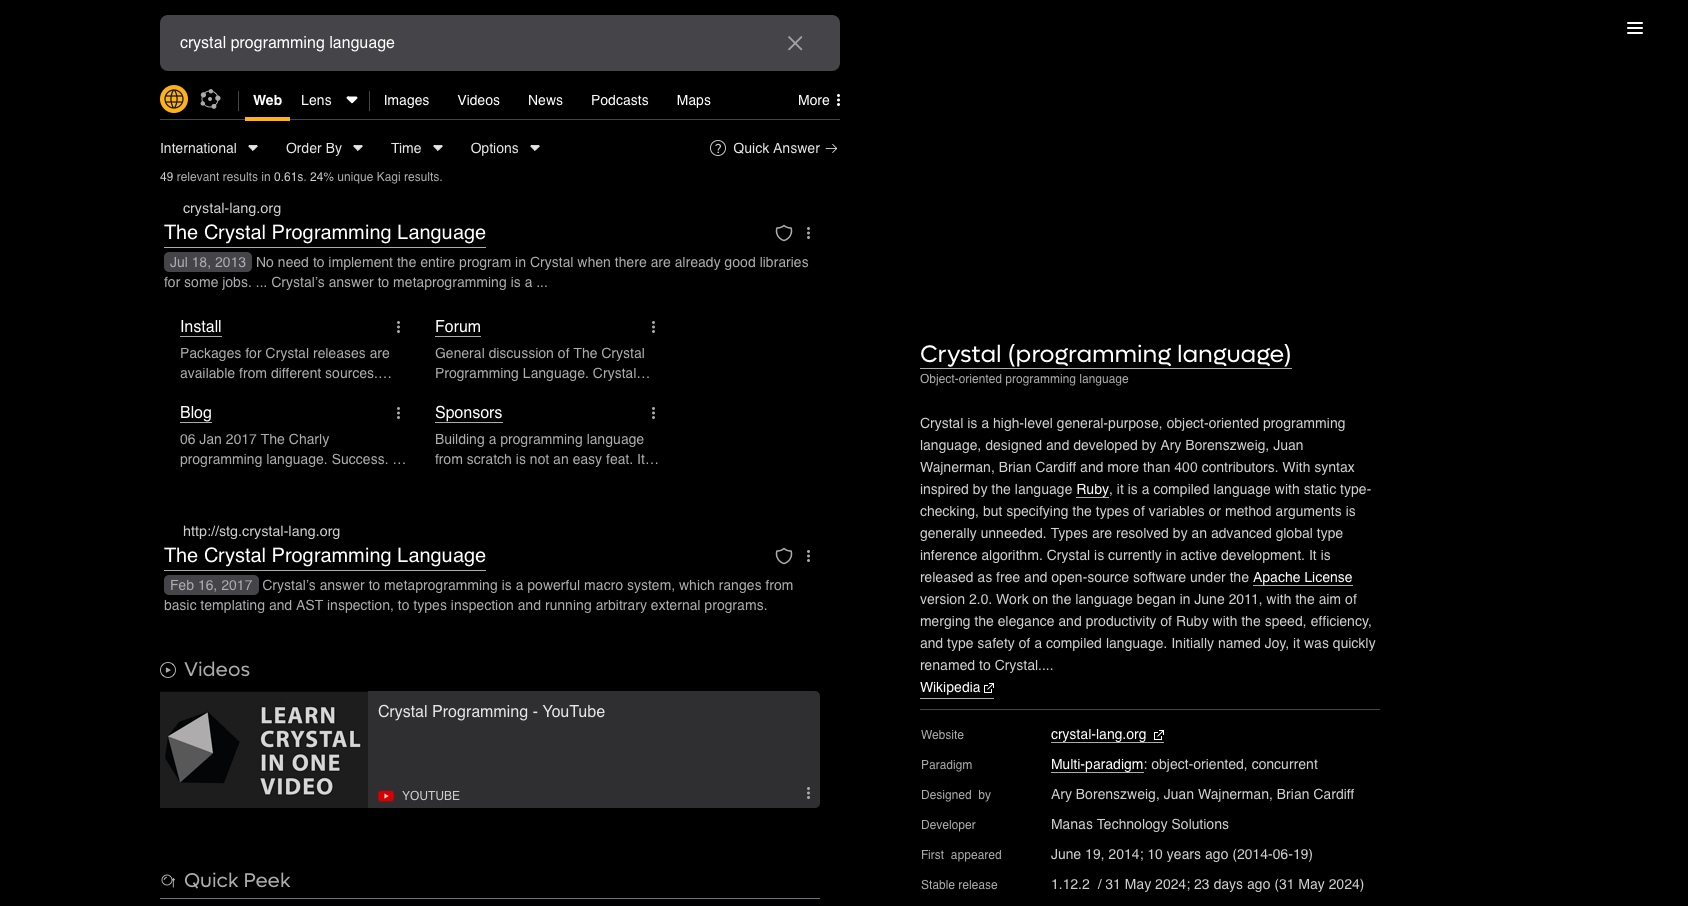 crystal programming language
Web Lens Images Videos News Podcasts Maps More
International Order By Time Options Quick Answer
49 relevant results in 0.61s. 24% unique Kagi results.
crystal-lang.org
The Crystal Programming Language
Jul 18, 2013 No need to implement the entire program in Crystal when there are already good libraries
for some jobs. ... Crystal’s answer to metaprogramming is a ...
Install
Packages for Crystal releases are
available from different sources.…
Forum
General discussion of The Crystal
Programming Language. Crystal…
Blog
06 Jan 2017 The Charly
programming language. Success. …
Sponsors
Building a programming language
from scratch is not an easy feat. It…
http://stg.crystal-lang.org
The Crystal Programming Language
Feb 16, 2017 Crystal’s answer to metaprogramming is a powerful macro system, which ranges from
basic templating and AST inspection, to types inspection and running arbitrary external programs.
Videos
LEARN
CRYSTAL
IN ONE
VIDEO
Crystal Programming - YouTube
YOUTUBE
Quick Peek
Crystal (programming language)
Object-oriented programming language
Crystal is a high-level general-purpose, object-oriented programming
language, designed and developed by Ary Borenszweig, Juan
Wajnerman, Brian Cardiff and more than 400 contributors. With syntax
inspired by the language Ruby, it is a compiled language with static type-
checking, but specifying the types of variables or method arguments is
generally unneeded. Types are resolved by an advanced global type
inference algorithm. Crystal is currently in active development. It is
released as free and open-source software under the Apache License
version 2.0. Work on the language began in June 2011, with the aim of
merging the elegance and productivity of Ruby with the speed, efficiency,
and type safety of a compiled language. Initially named Joy, it was quickly
renamed to Crystal....
Wikipedia
Website crystal-lang.org
Paradigm Multi-paradigm: object-oriented, concurrent
Designed by Ary Borenszweig, Juan Wajnerman, Brian Cardiff
Developer Manas Technology Solutions
First appeared June 19, 2014; 10 years ago (2014-06-19)
Stable release 1.12.2 / 31 May 2024; 23 days ago (31 May 2024)